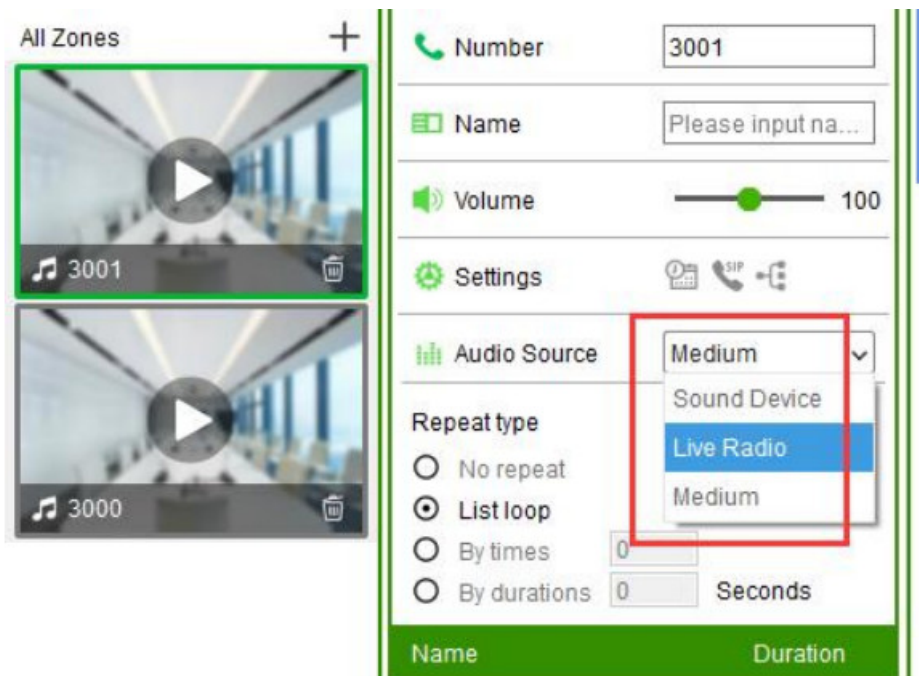 All Zones
3001
3000
Number 3001
Name Please input na...
Volume 100
Settings SIP
Audio Source Medium
Sound Device
Live Radio
Medium
Repeat type
No repeat
List loop
By times 0
By durations 0 Seconds
Name Duration